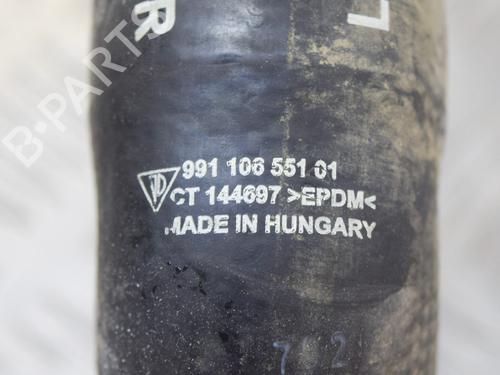 R
991 106 551 01
CT 144697 >EPDM<
MADE IN HUNGARY
B-PARTS